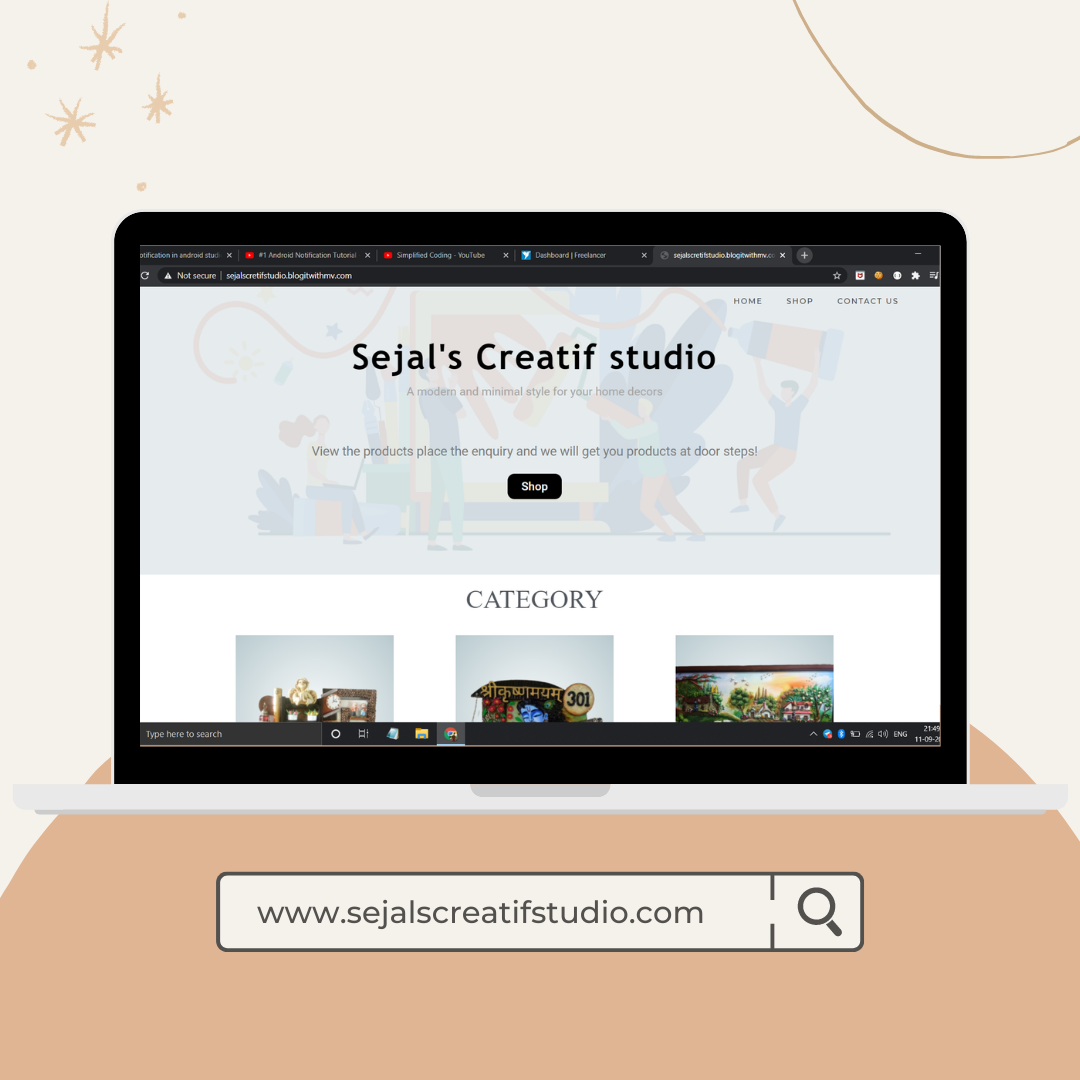 otification in android studi
#1 Android Notification Tutorial
Simplified Coding - YouTube
Dashboard | Freelancer
sejalscretifstudio.blogitwithmv.co
Not secure | sejalscretifstudio.blogitwithmv.com
HOME SHOP CONTACT US
Sejal's Creatif studio
A modern and minimal style for your home decors
View the products place the enquiry and we will get you products at door steps!
Shop
CATEGORY
श्रीकृष्णमयम्
301
Type here to search
ENG
21:49
11-09-20
www.sejalscreatifstudio.com